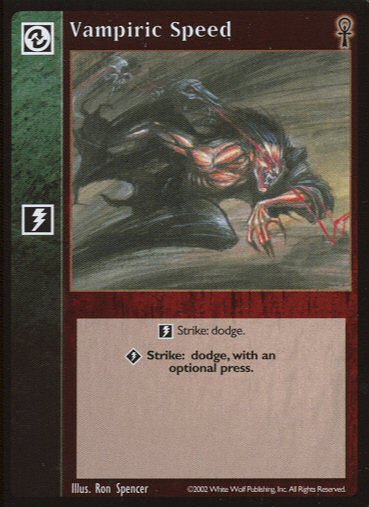 Vampiric Speed
Strike: dodge.
Strike: dodge, with an
optional press.
Illus. Ron Spencer
©2002 White Wolf Publishing, Inc. All Rights Reserved.